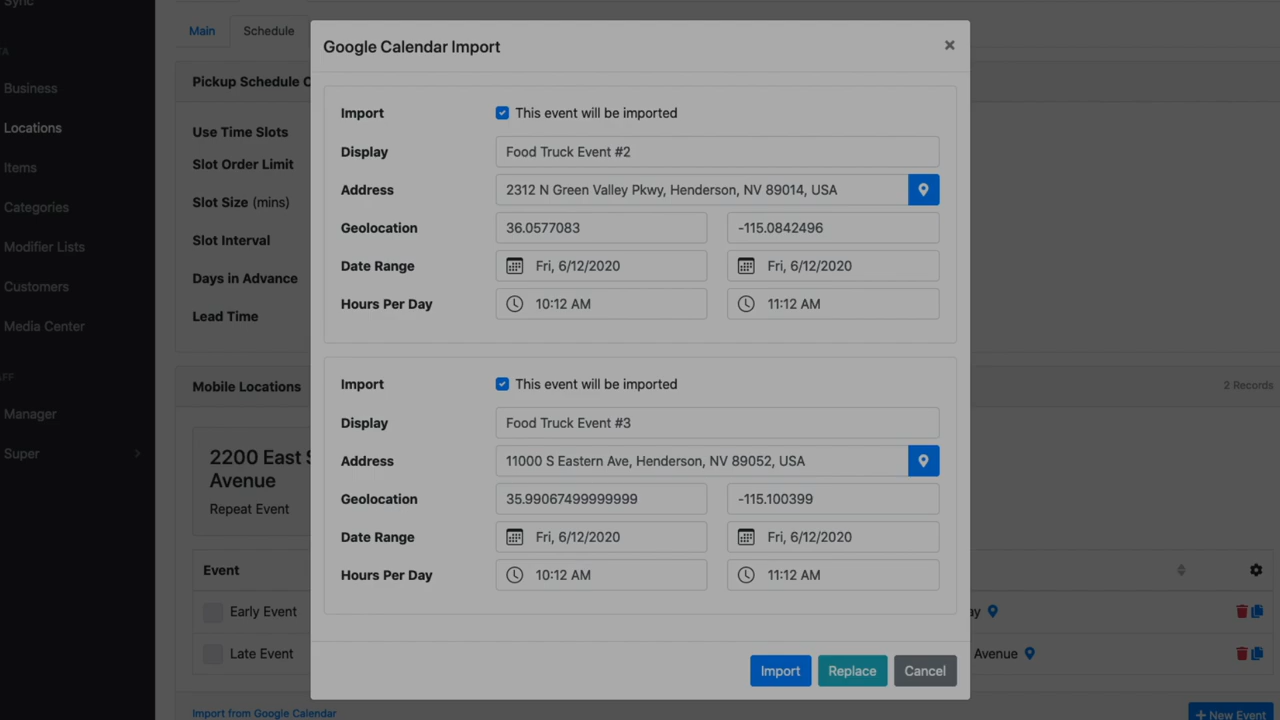 Sync
Main
Schedule
Google Calendar Import
×
TA
Business
Locations
Items
Categories
Modifier Lists
Customers
Media Center
FF
Manager
Super
Pickup Schedule
Use Time Slots
Slot Order Limit
Slot Size (mins)
Slot Interval
Days in Advance
Lead Time
Import
This event will be imported
Display
Food Truck Event #2
Address
2312 N Green Valley Pkwy, Henderson, NV 89014, USA
Geolocation
36.0577083
-115.0842496
Date Range
Fri, 6/12/2020
Fri, 6/12/2020
Hours Per Day
10:12 AM
11:12 AM
Import
This event will be imported
Display
Food Truck Event #3
Address
11000 S Eastern Ave, Henderson, NV 89052, USA
Geolocation
35.99067499999999
-115.100399
Date Range
Fri, 6/12/2020
Fri, 6/12/2020
Hours Per Day
10:12 AM
11:12 AM
Import
Replace
Cancel
Mobile Locations
2 Records
2200 East
Avenue
Repeat Event
Event
Early Event
ay
Late Event
Avenue
Import from Google Calendar
+ New Event